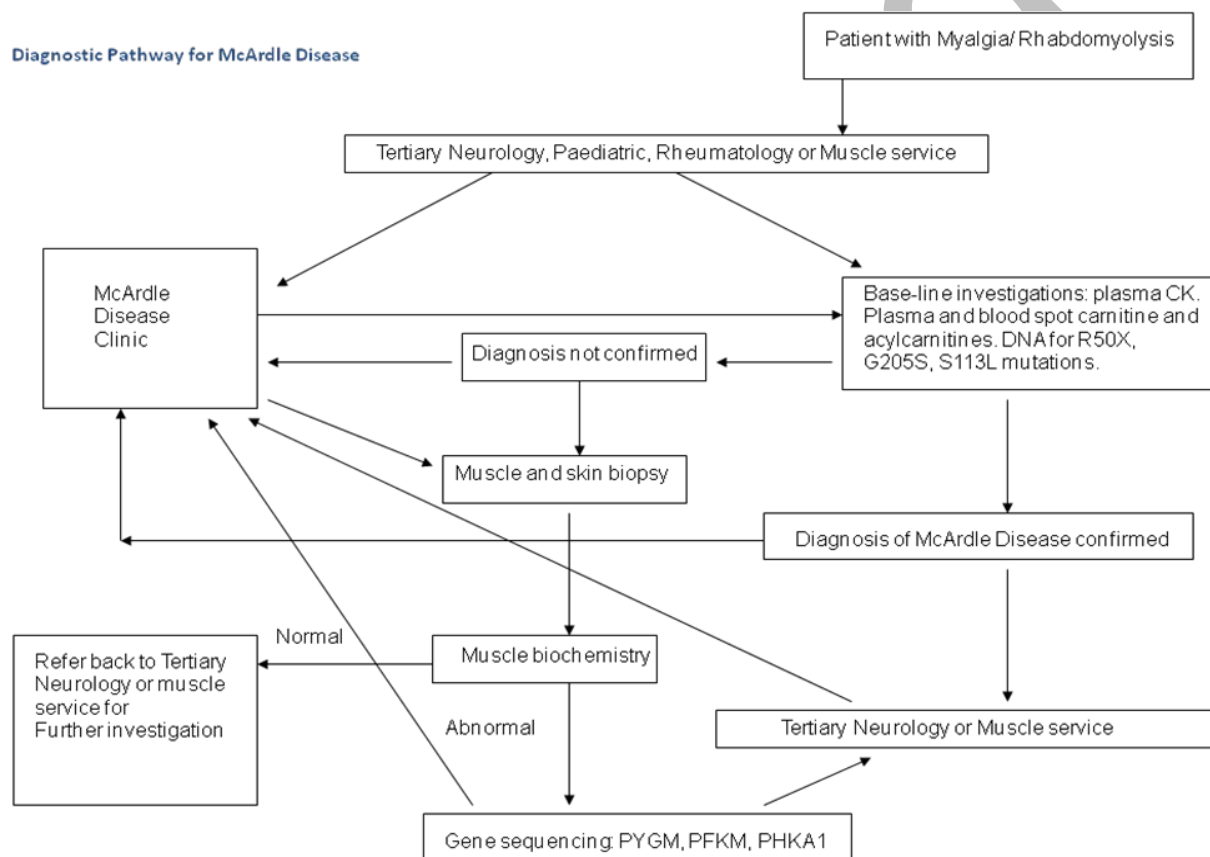 Diagnostic Pathway for McArdle Disease
Patient with Myalgia/ Rhabdomyolysis
Tertiary Neurology, Paediatric, Rheumatology or Muscle service
McArdle
Disease
Clinic
Base-line investigations: plasma CK.
Plasma and blood spot carnitine and
acylcarnitines. DNA for R50X,
G205S, S113L mutations.
Diagnosis not confirmed
Muscle and skin biopsy
Diagnosis of McArdle Disease confirmed
Normal
Muscle biochemistry
Refer back to Tertiary
Neurology or muscle
service for
Further investigation
Abnormal
Tertiary Neurology or Muscle service
Gene sequencing: PYGM, PFKM, PHKA1